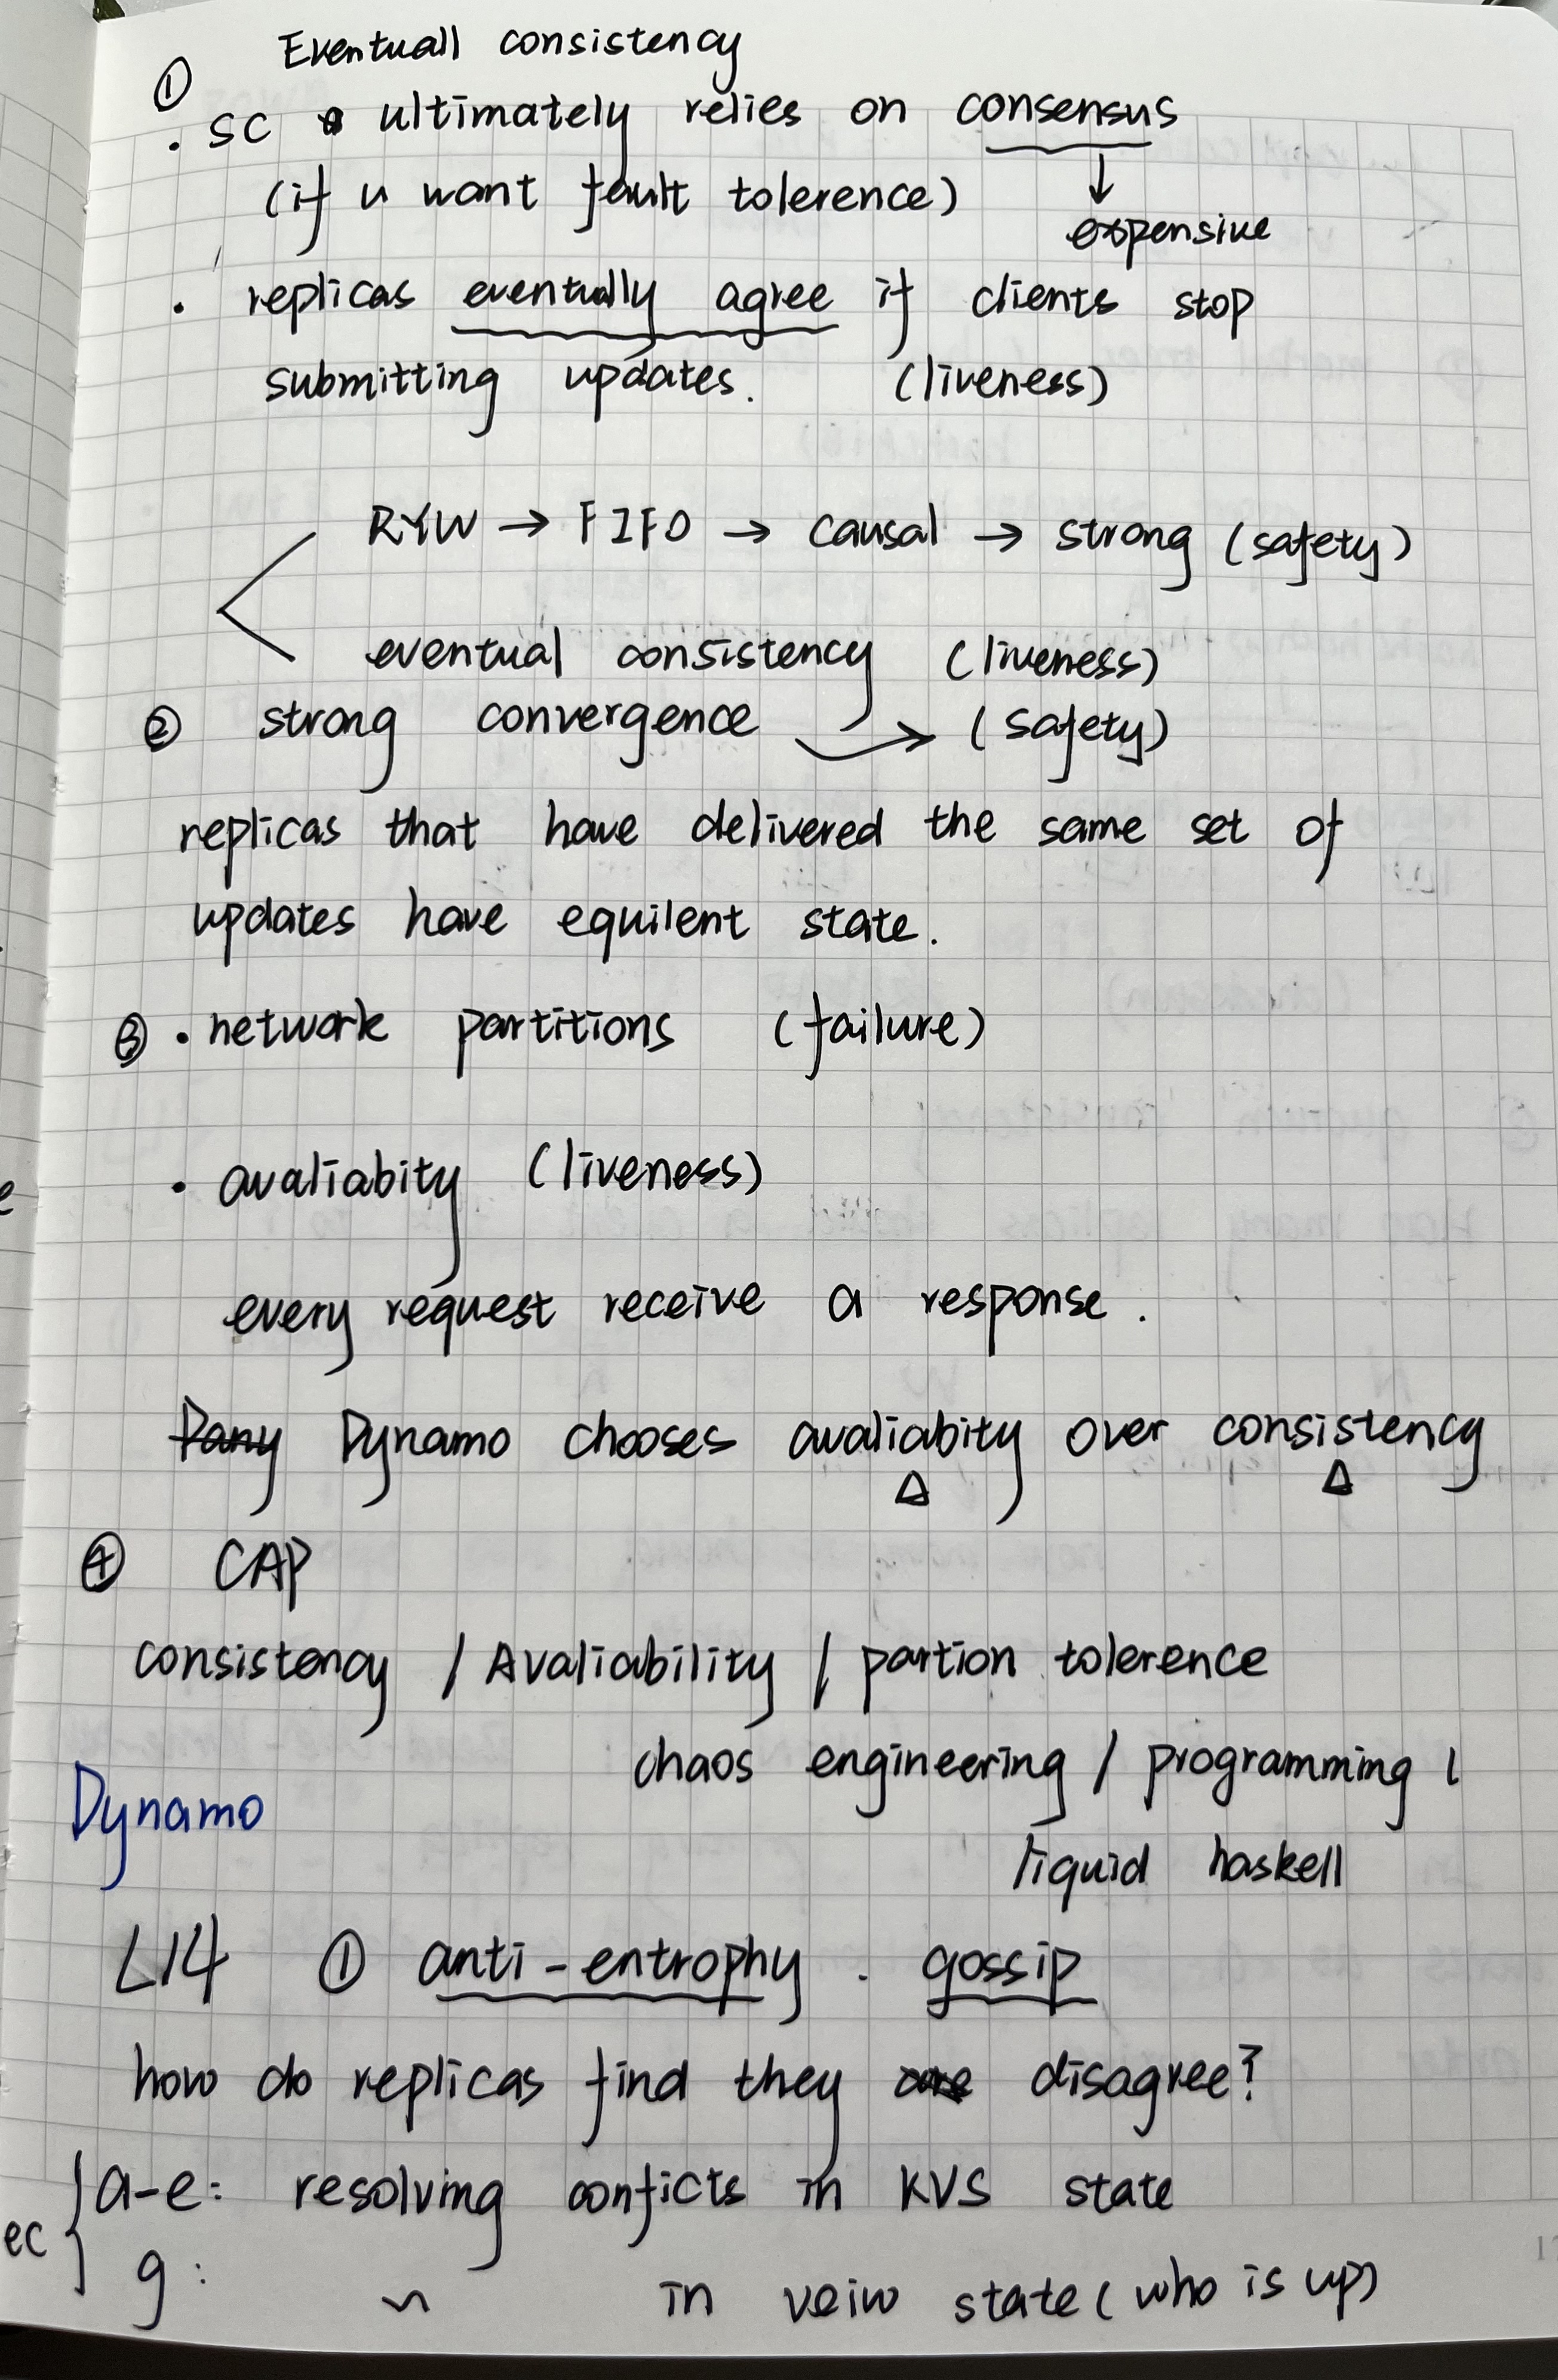 Eventuall consistency
①
. SC ultimately relies on consensus
(if u want fault tolerence) ↓
expensive
. replicas eventually agree if clients stop
submitting updates. (liveness)
RYW → FIFO → causal → strong (safety)
eventual consistency (liveness)
② strong convergence → (safety)
replicas that have delivered the same set of
updates have equilent state.
③ . network partitions (failure)
. avaliabity (liveness)
every request receive a response.
Dynamo chooses avaliabity over consistency
④ CAP
consistency / Avaliability / partion tolerence
chaos engineering / programming l
Dynamo
liquid haskell
L14 ① anti-entrophy . gossip
how do replicas find they disagree?
a-e: resolving conficts in KVS state
ec
g: ~ in veiw state (who is up)